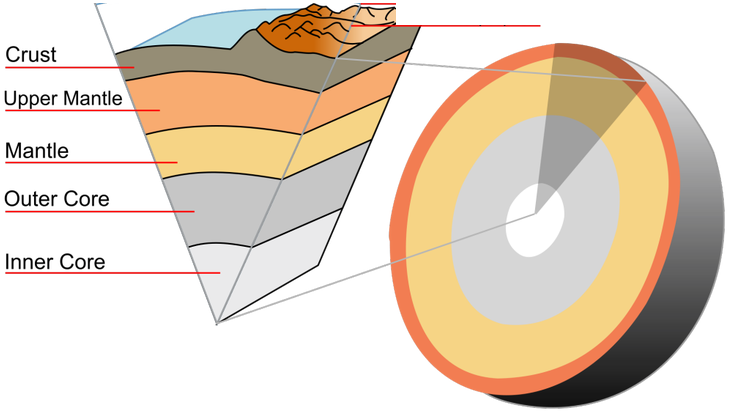 Crust
Upper Mantle
Mantle
Outer Core
Inner Core